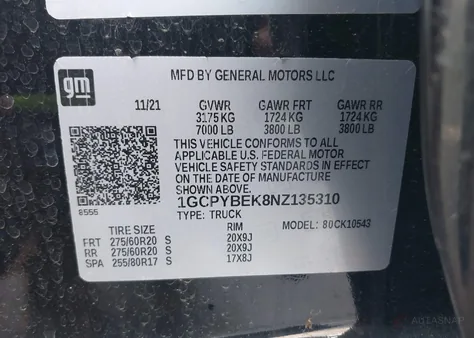 gm
MFD BY GENERAL MOTORS LLC
11/21 GVWR GAWR FRT GAWR RR
3175 KG 1724 KG 1724 KG
7000 LB 3800 LB 3800 LB
THIS VEHICLE CONFORMS TO ALL
APPLICABLE U.S. FEDERAL MOTOR
VEHICLE SAFETY STANDARDS IN EFFECT
ON THE DATE OF MANUFACTURE
SHOWN ABOVE.
1GCPYBEK8NZ135310
8555 TYPE: TRUCK MODEL: 80CK10543
TIRE SIZE RIM
FRT 275/60R20 S 20X9J
RR 275/60R20 S 20X9J
SPA 255/80R17 S 17X8J